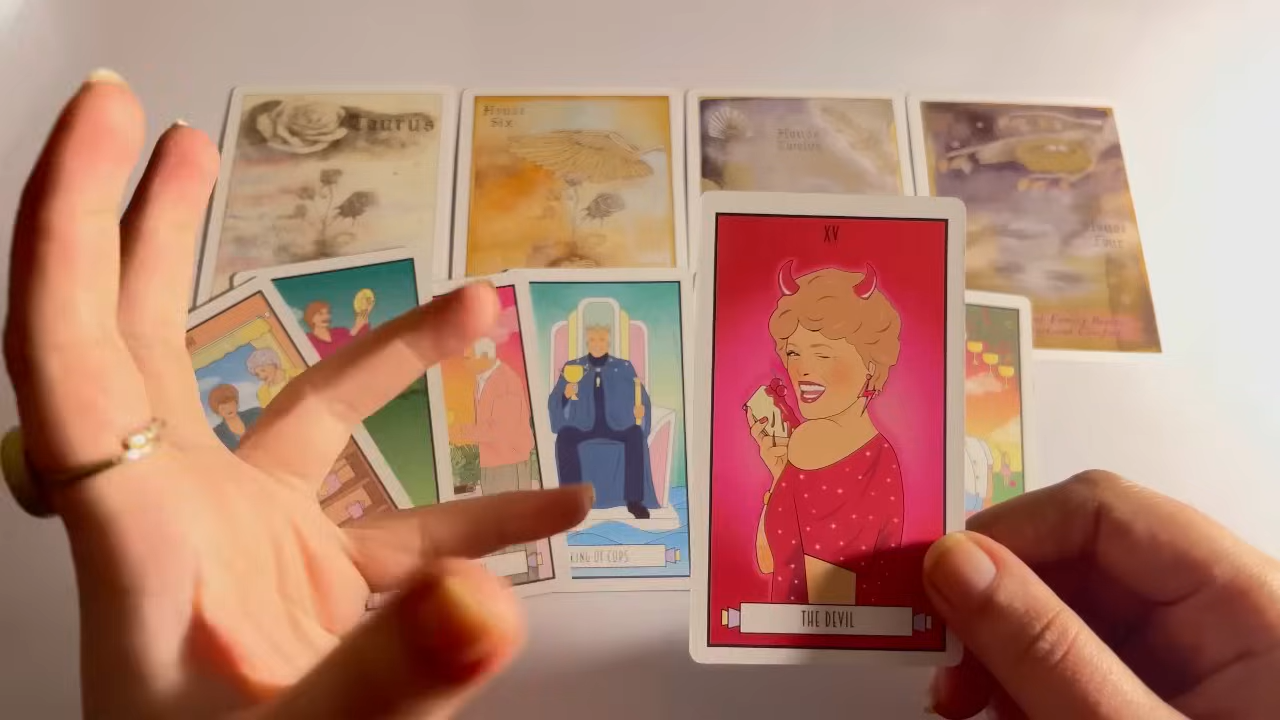 Taurus
House
Six
House
Twelve
House
Four
XV
KING OF CUPS
THE DEVIL